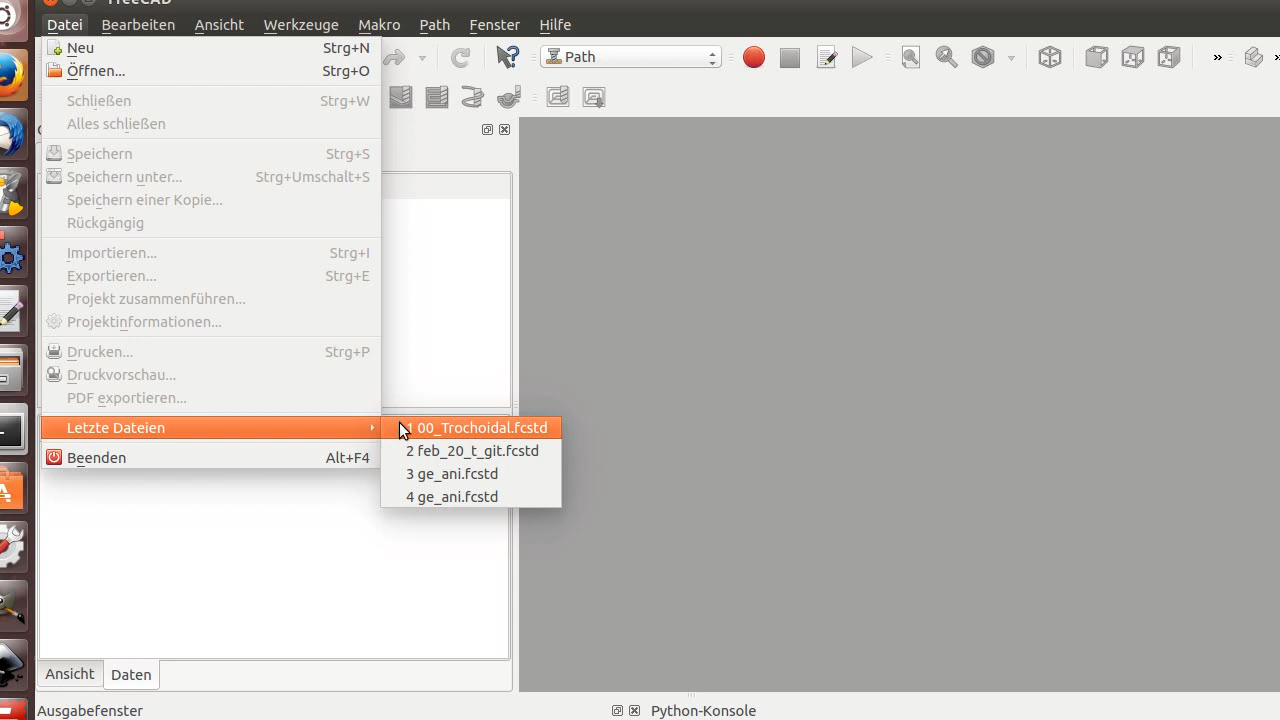 FreeCAD
Datei Bearbeiten Ansicht Werkzeuge Makro Path Fenster Hilfe
Neu Strg+N
Öffnen... Strg+O
Path
Schließen Strg+W
Alles schließen
Speichern Strg+S
Speichern unter... Strg+Umschalt+S
Speichern einer Kopie...
Rückgängig
Importieren... Strg+I
Exportieren... Strg+E
Projekt zusammenführen...
Projektinformationen...
Drucken... Strg+P
Druckvorschau...
PDF exportieren...
Letzte Dateien
1 00_Trochoidal.fcstd
2 feb_20_t_git.fcstd
3 ge_ani.fcstd
4 ge_ani.fcstd
Beenden Alt+F4
Ansicht Daten
Ausgabefenster
Python-Konsole